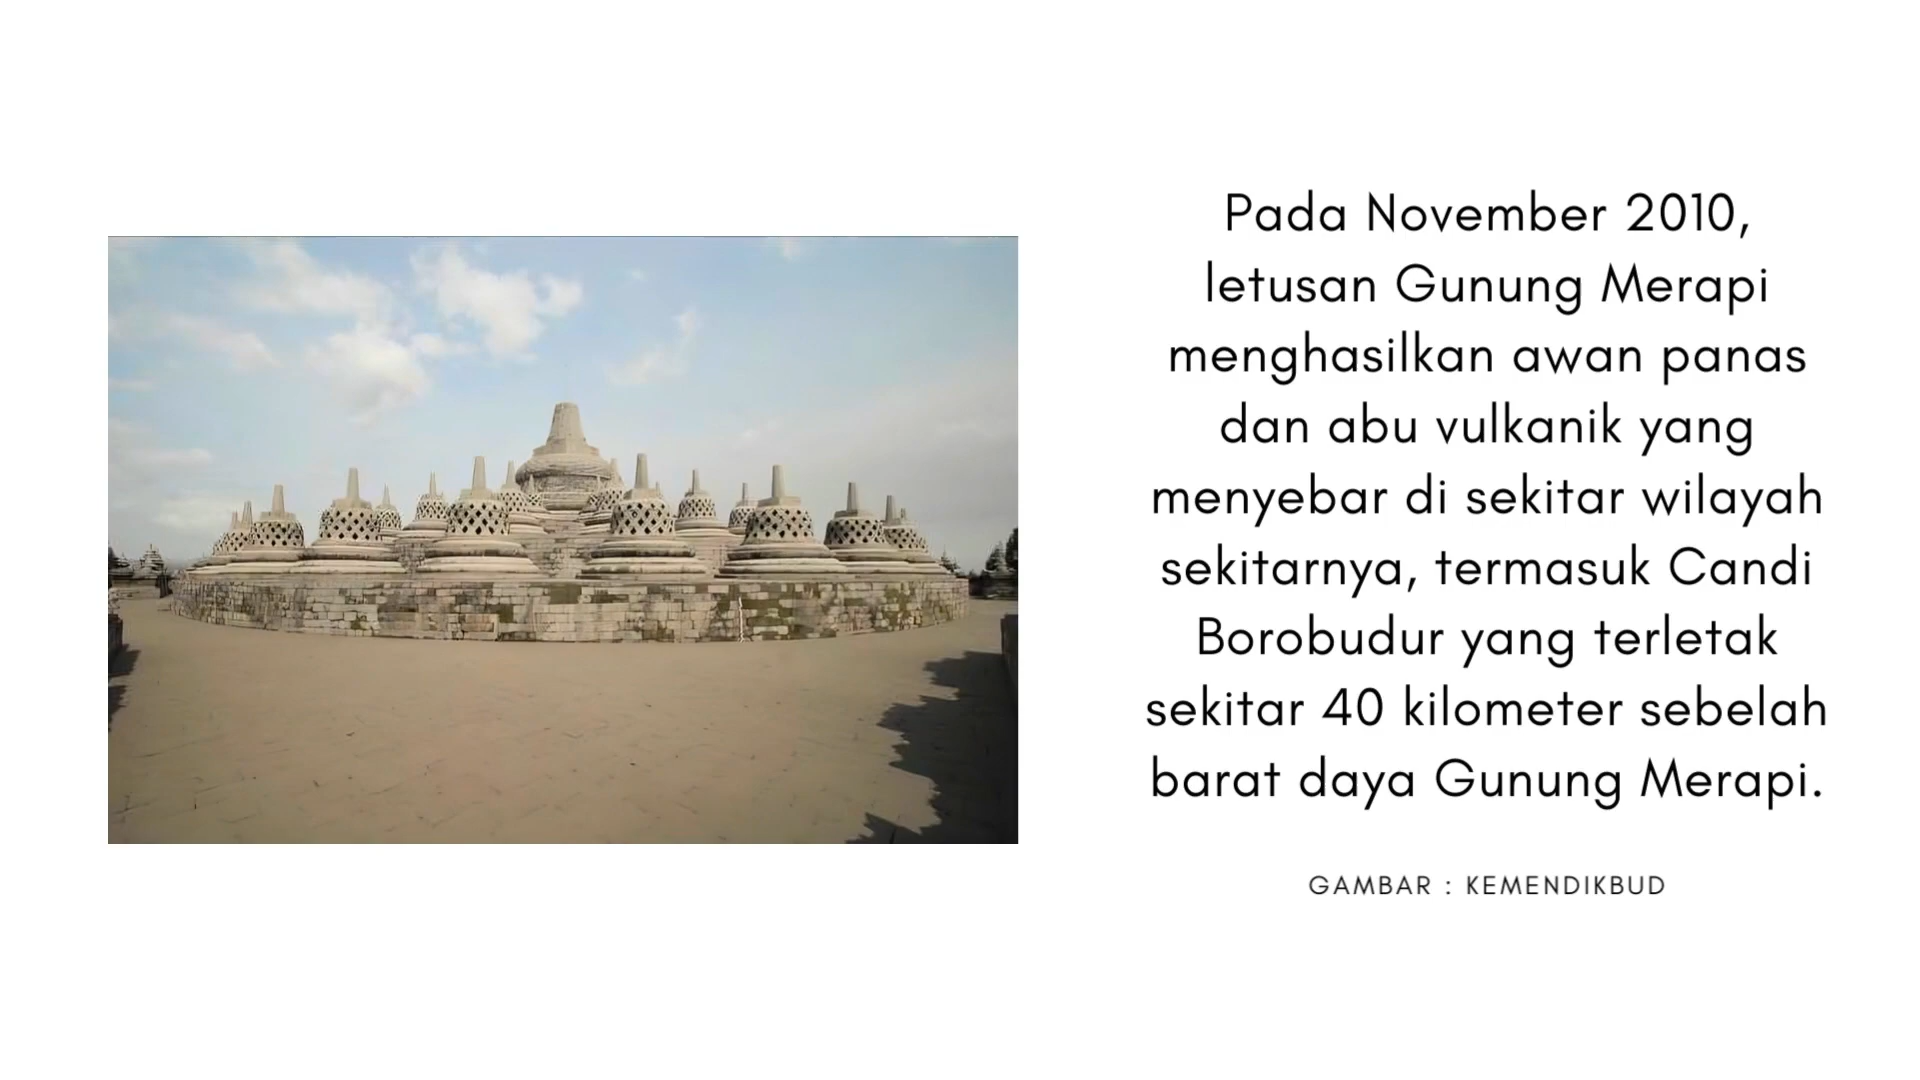 Pada November 2010,
letusan Gunung Merapi
menghasilkan awan panas
dan abu vulkanik yang
menyebar di sekitar wilayah
sekitarnya, termasuk Candi
Borobudur yang terletak
sekitar 40 kilometer sebelah
barat daya Gunung Merapi.
GAMBAR : KEMENDIKBUD